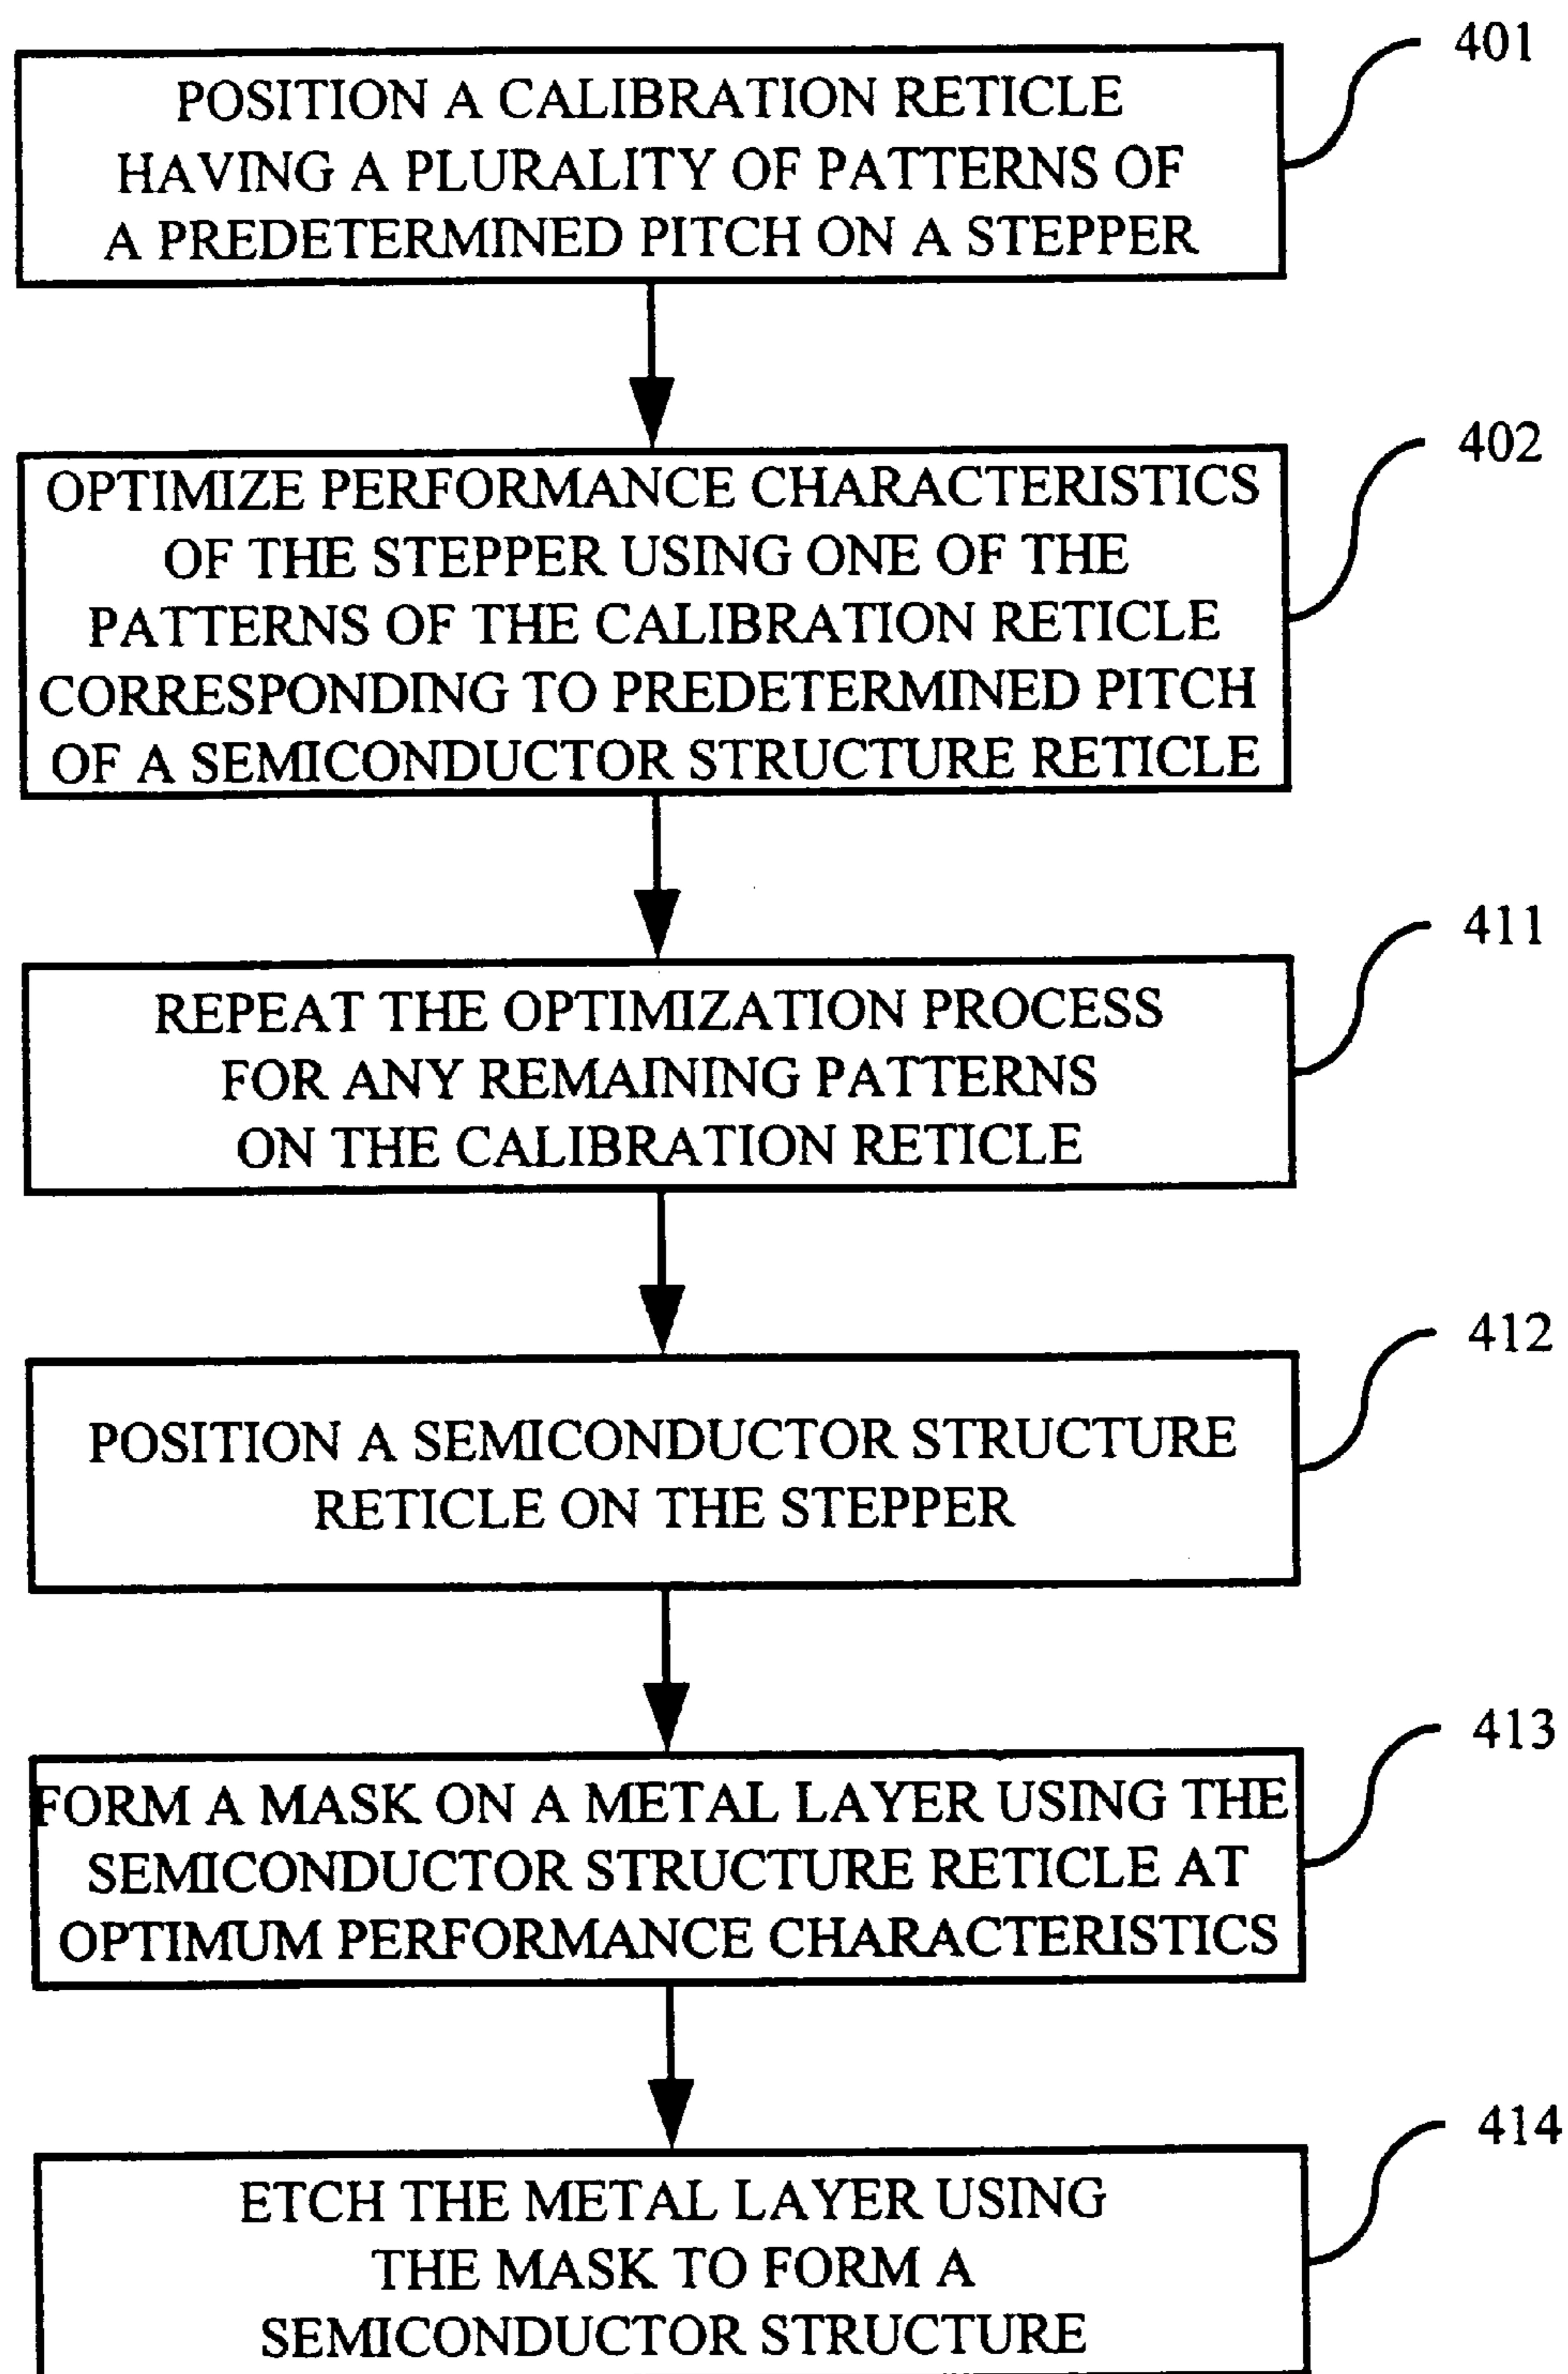 401
POSITION A CALIBRATION RETICLE
HAVING A PLURALITY OF PATTERNS OF
A PREDETERMINED PITCH ON A STEPPER
402
OPTIMIZE PERFORMANCE CHARACTERISTICS
OF THE STEPPER USING ONE OF THE
PATTERNS OF THE CALIBRATION RETICLE
CORRESPONDING TO PREDETERMINED PITCH
OF A SEMICONDUCTOR STRUCTURE RETICLE
411
REPEAT THE OPTIMIZATION PROCESS
FOR ANY REMAINING PATTERNS
ON THE CALIBRATION RETICLE
412
POSITION A SEMICONDUCTOR STRUCTURE
RETICLE ON THE STEPPER
413
FORM A MASK ON A METAL LAYER USING THE
SEMICONDUCTOR STRUCTURE RETICLE AT
OPTIMUM PERFORMANCE CHARACTERISTICS
414
ETCH THE METAL LAYER USING
THE MASK TO FORM A
SEMICONDUCTOR STRUCTURE